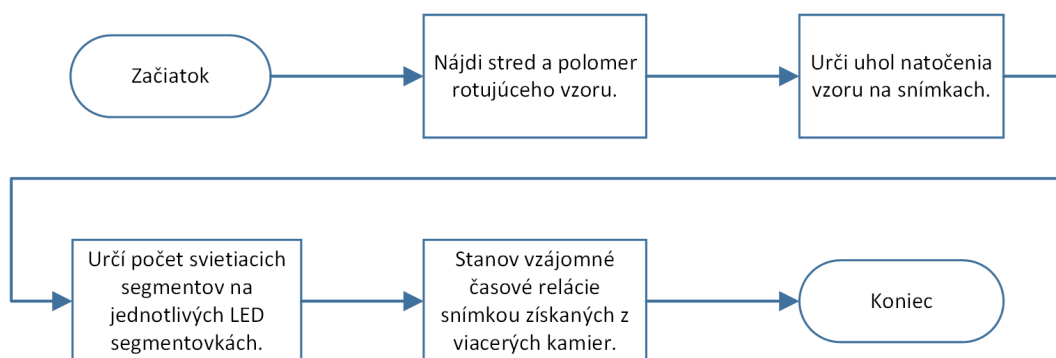 Začiatok
Nájdi stred a polomer
rotujúceho vzoru.
Urči uhol natočenia
vzoru na snímkach.
Určí počet svietiacich
segmentov na
jednotlivých LED
segmentovkách.
Stanov vzájomné
časové relácie
snímkou získaných z
viacerých kamier.
Koniec